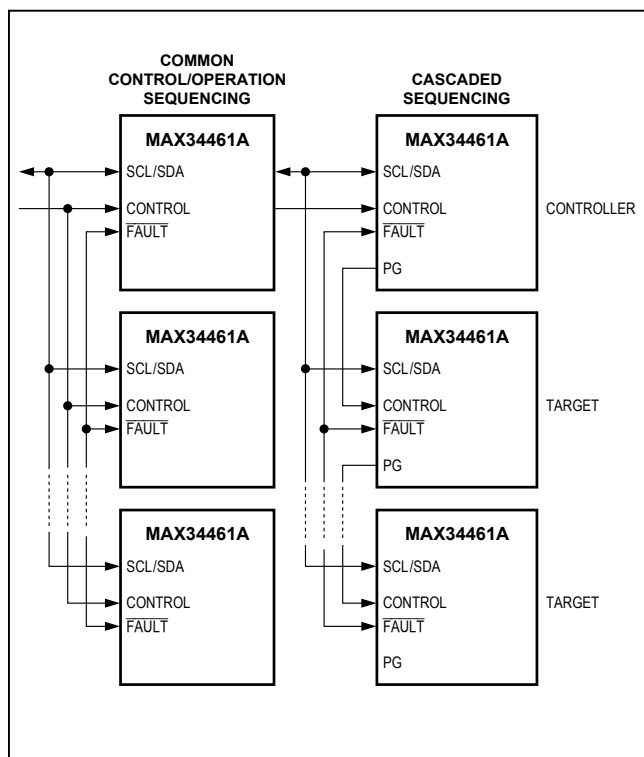 COMMON
CONTROL/OPERATION
SEQUENCING
MAX34461A
SCL/SDA
CONTROL
FAULT
MAX34461A
SCL/SDA
CONTROL
FAULT
MAX34461A
SCL/SDA
CONTROL
FAULT
CASCADED
SEQUENCING
MAX34461A
SCL/SDA
CONTROL
FAULT
PG
CONTROLLER
MAX34461A
SCL/SDA
CONTROL
FAULT
PG
TARGET
MAX34461A
SCL/SDA
CONTROL
FAULT
PG
TARGET